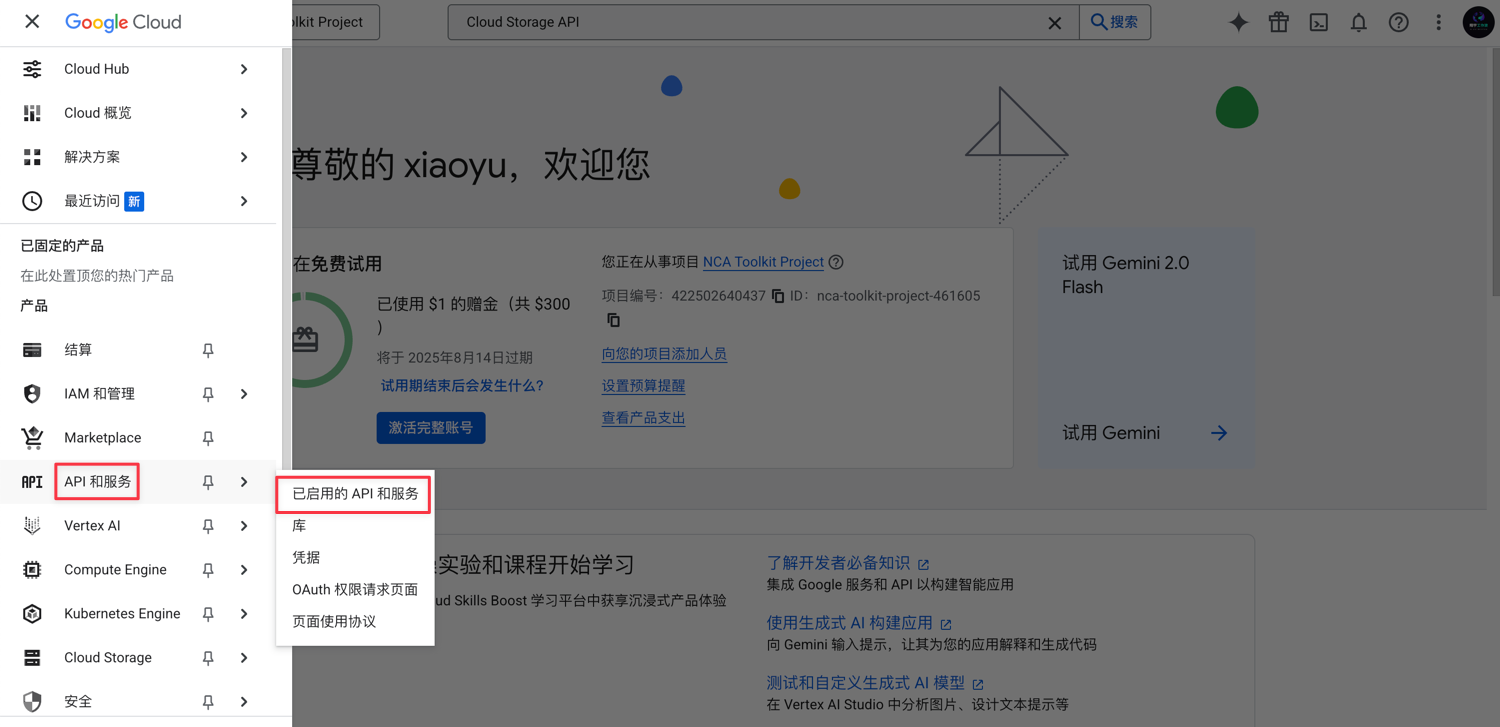 Google Cloud
olkit Project
Cloud Storage API
搜索
Cloud Hub
Cloud 概览
解决方案
最近访问 新
已固定的产品
在此处置顶您的热门产品
产品
结算
IAM 和管理
Marketplace
API API 和服务
Vertex AI
Compute Engine
Kubernetes Engine
Cloud Storage
安全
已启用的 API 和服务
库
凭据
OAuth 权限请求页面
页面使用协议
尊敬的 xiaoyu，欢迎您
在免费试用
已使用 $1 的赠金（共 $300
）
将于 2025年8月14日过期
试用期结束后会发生什么?
激活完整账号
您正在从事项目 NCA Toolkit Project
项目编号：422502640437 ID：nca-toolkit-project-461605
向您的项目添加人员
设置预算提醒
查看产品支出
试用 Gemini 2.0
Flash
试用 Gemini
实验和课程开始学习
ud Skills Boost 学习平台中获享沉浸式产品体验
了解开发者必备知识
集成 Google 服务和 API 以构建智能应用
使用生成式 AI 构建应用
向 Gemini 输入提示，让其为您的应用解释和生成代码
测试和自定义生成式 AI 模型
在 Vertex AI Studio 中分析图片、设计文本提示等